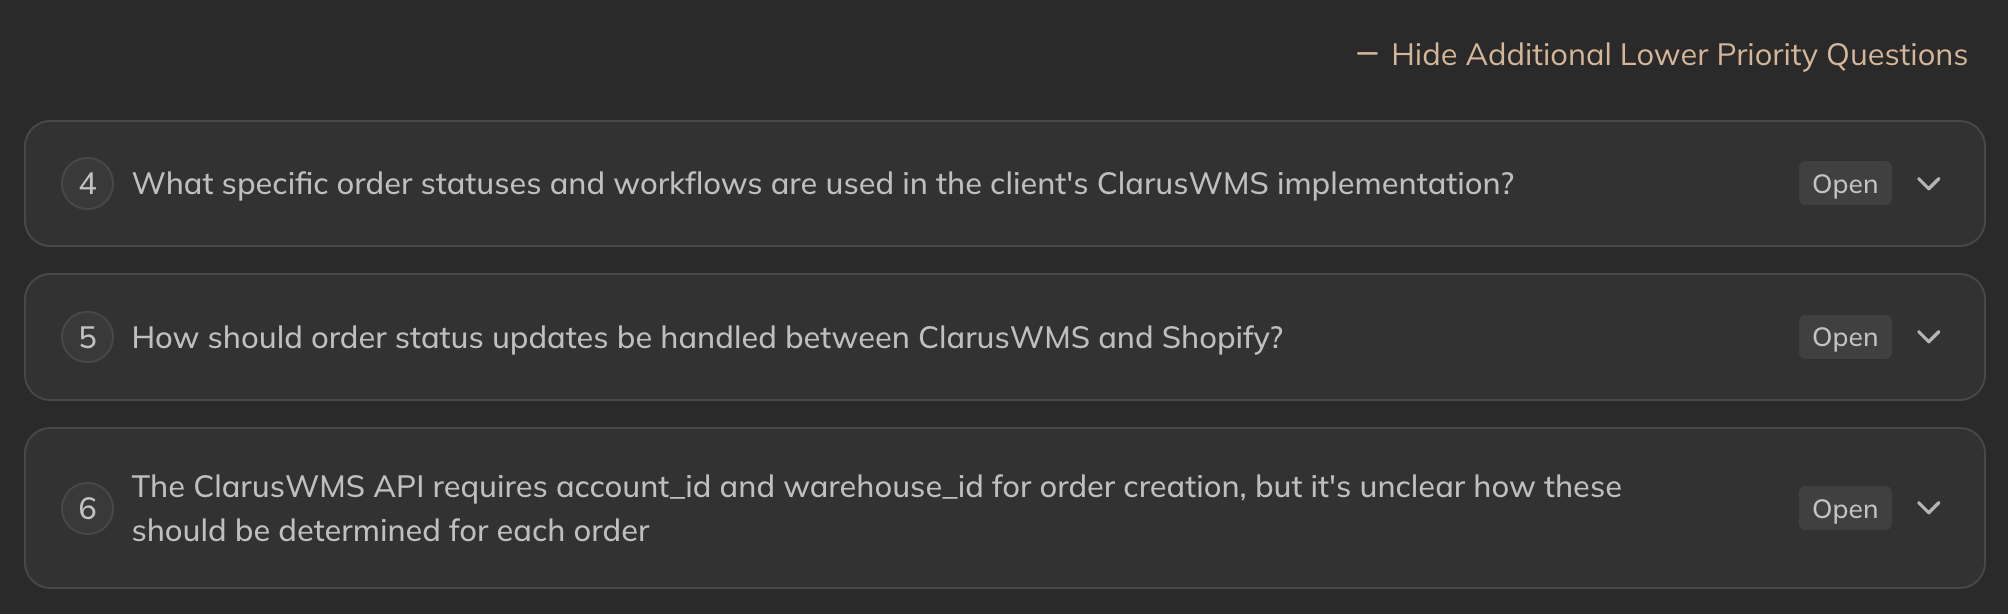 — Hide Additional Lower Priority Questions
4 What specific order statuses and workflows are used in the client's ClarusWMS implementation? Open
5 How should order status updates be handled between ClarusWMS and Shopify? Open
6 The ClarusWMS API requires account_id and warehouse_id for order creation, but it's unclear how these
should be determined for each order Open